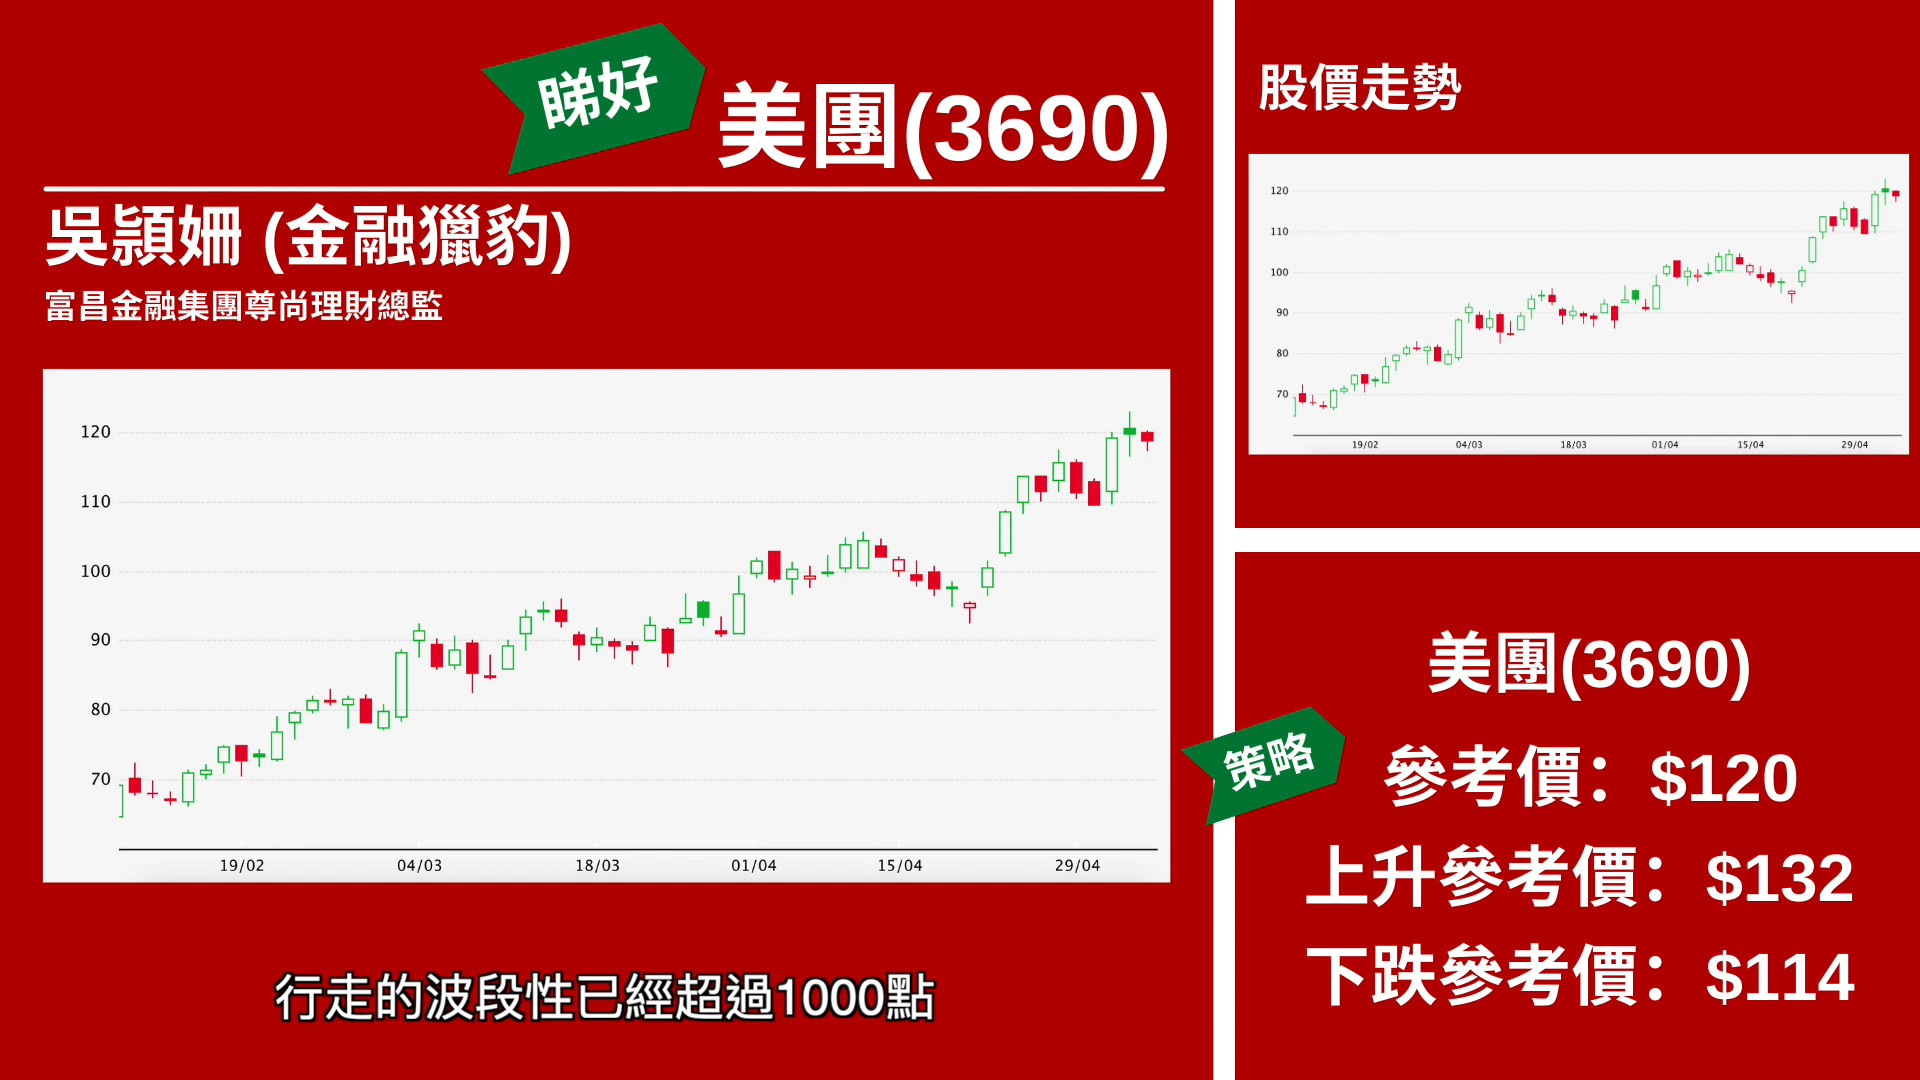 睇好
美團(3690)
吳頴姍 (金融獵豹)
富昌金融集團尊尚理財總監
120
110
100
90
80
70
19/02 04/03 18/03 01/04 15/04 29/04
行走的波段性已經超過1000點
股價走勢
120
110
100
90
80
70
19/02 04/03 18/03 01/04 15/04 29/04
美團(3690)
策略
參考價：$120
上升參考價：$132
下跌參考價：$114